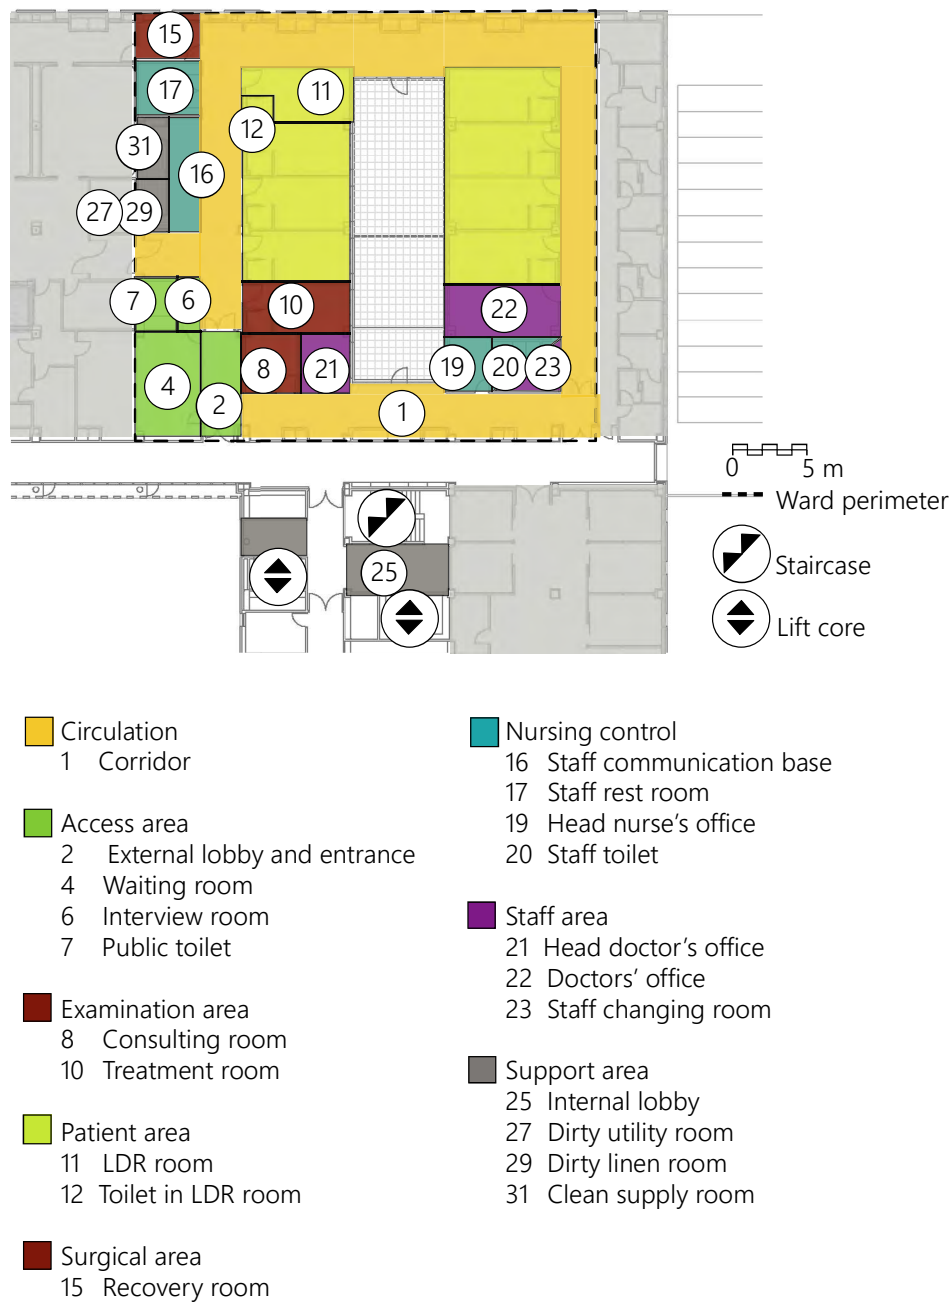 15
17
11
12
31
16
27 29
7 6
10
22
8 21
19 20 23
4
2
1
0 5 m
Ward perimeter
25
Staircase
Lift core
Circulation
1 Corridor
Access area
2 External lobby and entrance
4 Waiting room
6 Interview room
7 Public toilet
Examination area
8 Consulting room
10 Treatment room
Patient area
11 LDR room
12 Toilet in LDR room
Surgical area
15 Recovery room
Nursing control
16 Staff communication base
17 Staff rest room
19 Head nurse's office
20 Staff toilet
Staff area
21 Head doctor's office
22 Doctors' office
23 Staff changing room
Support area
25 Internal lobby
27 Dirty utility room
29 Dirty linen room
31 Clean supply room